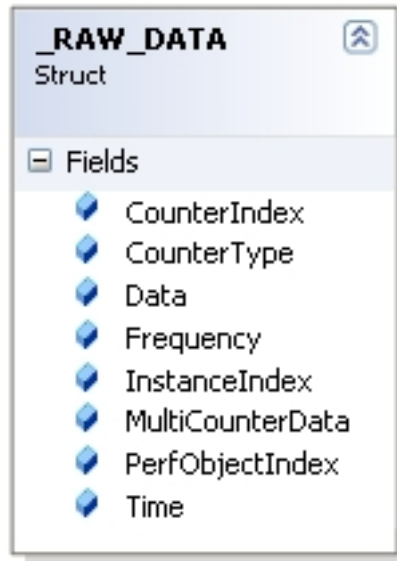 _RAW_DATA
Struct
Fields
CounterIndex
CounterType
Data
Frequency
InstanceIndex
MultiCounterData
PerfObjectIndex
Time